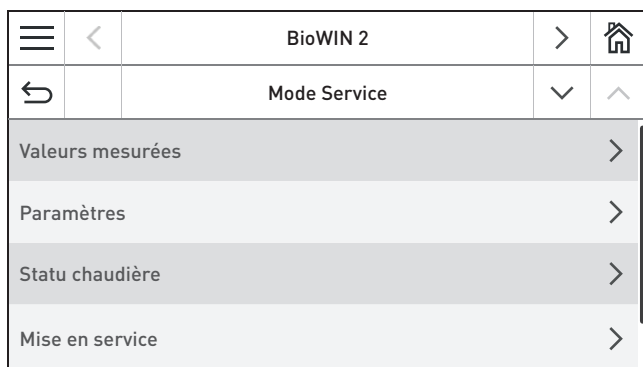 BioWIN 2
Mode Service
Valeurs mesurées
Paramètres
Statu chaudière
Mise en service